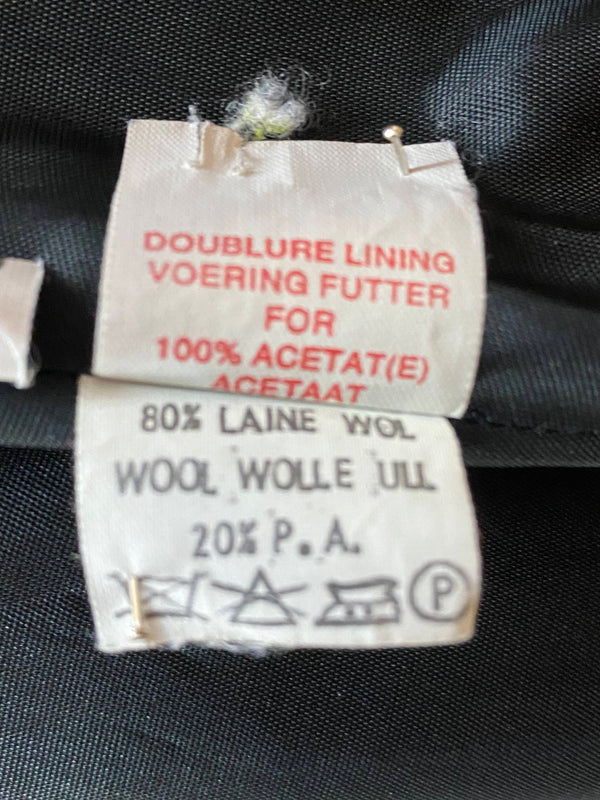 DOUBLURE LINING
VOERING FUTTER
FOR
100% ACETAT(E)
ACETAAT
80% LAINE WOL
WOOL WOLLE ULL
20% P.A.
P